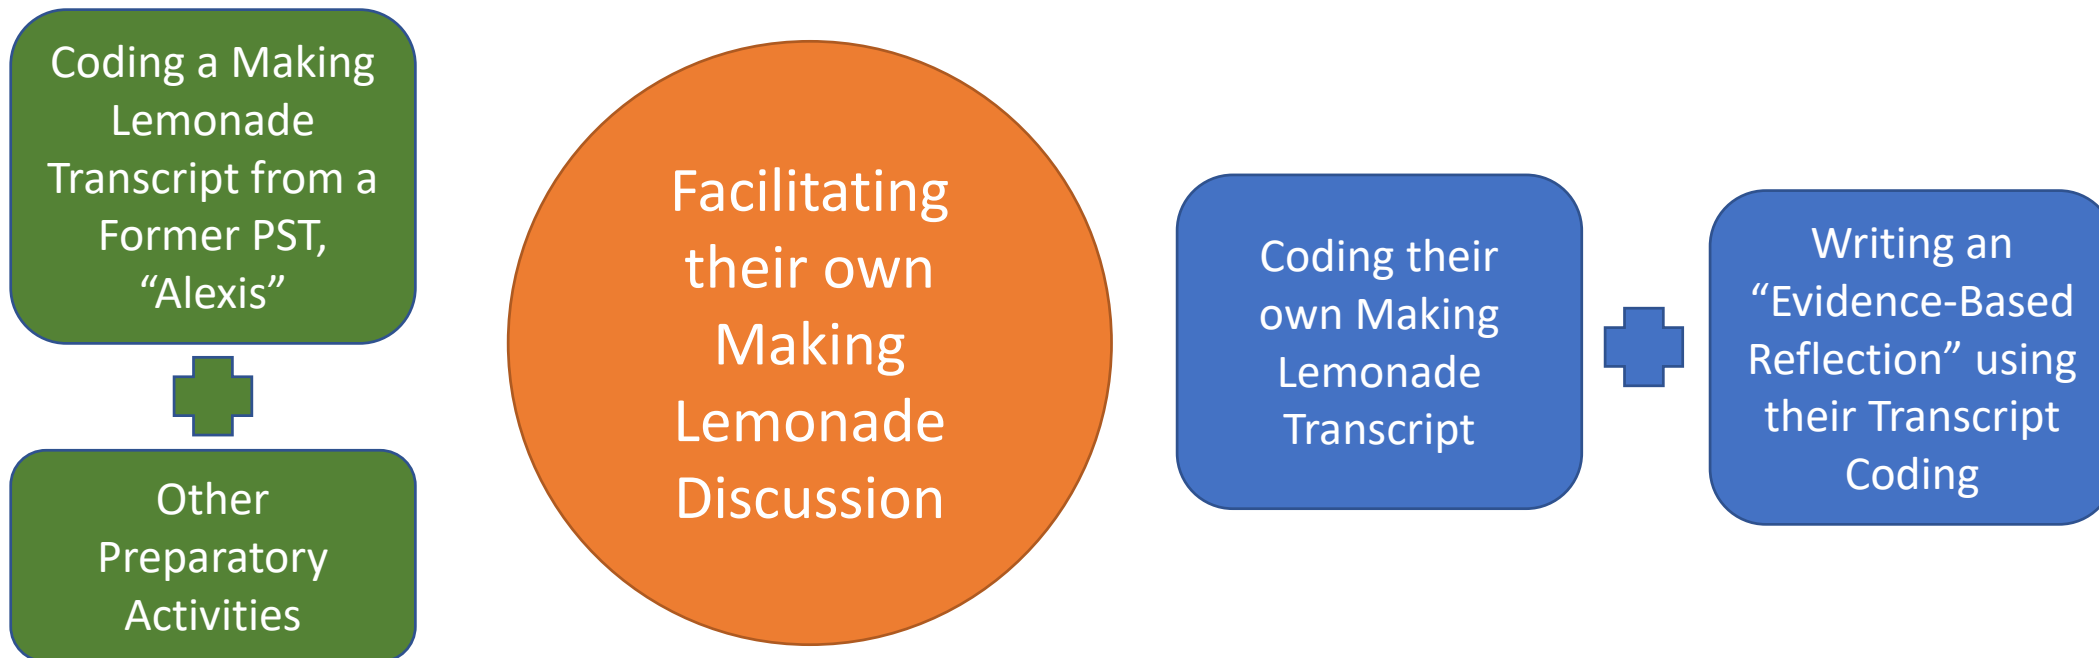 Coding a Making
Lemonade
Transcript from a
Former PST,
“Alexis”
Other
Preparatory
Activities
Facilitating
their own
Making
Lemonade
Discussion
Coding their
own Making
Lemonade
Transcript
Writing an
“Evidence-Based
Reflection” using
their Transcript
Coding